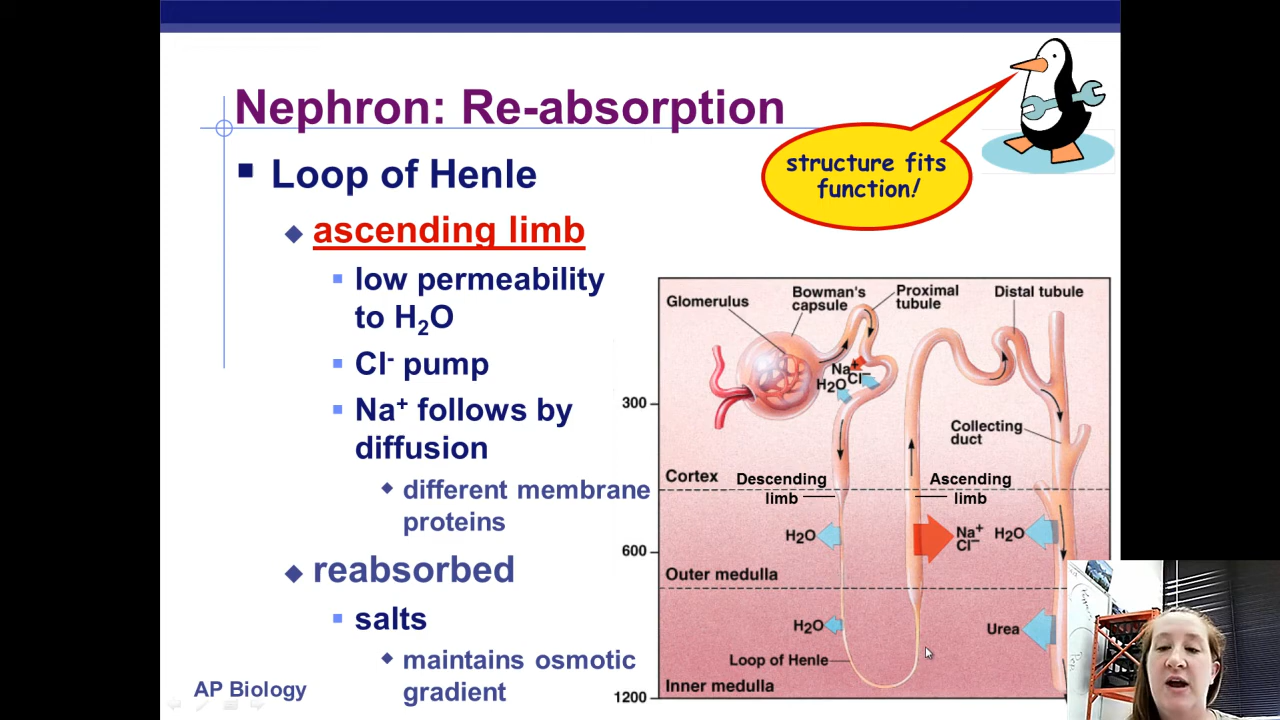 Nephron: Re-absorption
structure fits
function!
Loop of Henle
ascending limb
low permeability
to H₂O
Cl⁻ pump
Na⁺ follows by
diffusion
different membrane
proteins
reabsorbed
salts
maintains osmotic
gradient
AP Biology
Glomerulus
Bowman's
capsule
Proximal
tubule
Distal tubule
Na⁺
Cl⁻
H₂O
300
Collecting
duct
Cortex
Descending
limb
Ascending
limb
H₂O
Na⁺
Cl⁻
H₂O
600
Outer medulla
H₂O
Urea
Loop of Henle
Inner medulla
1200